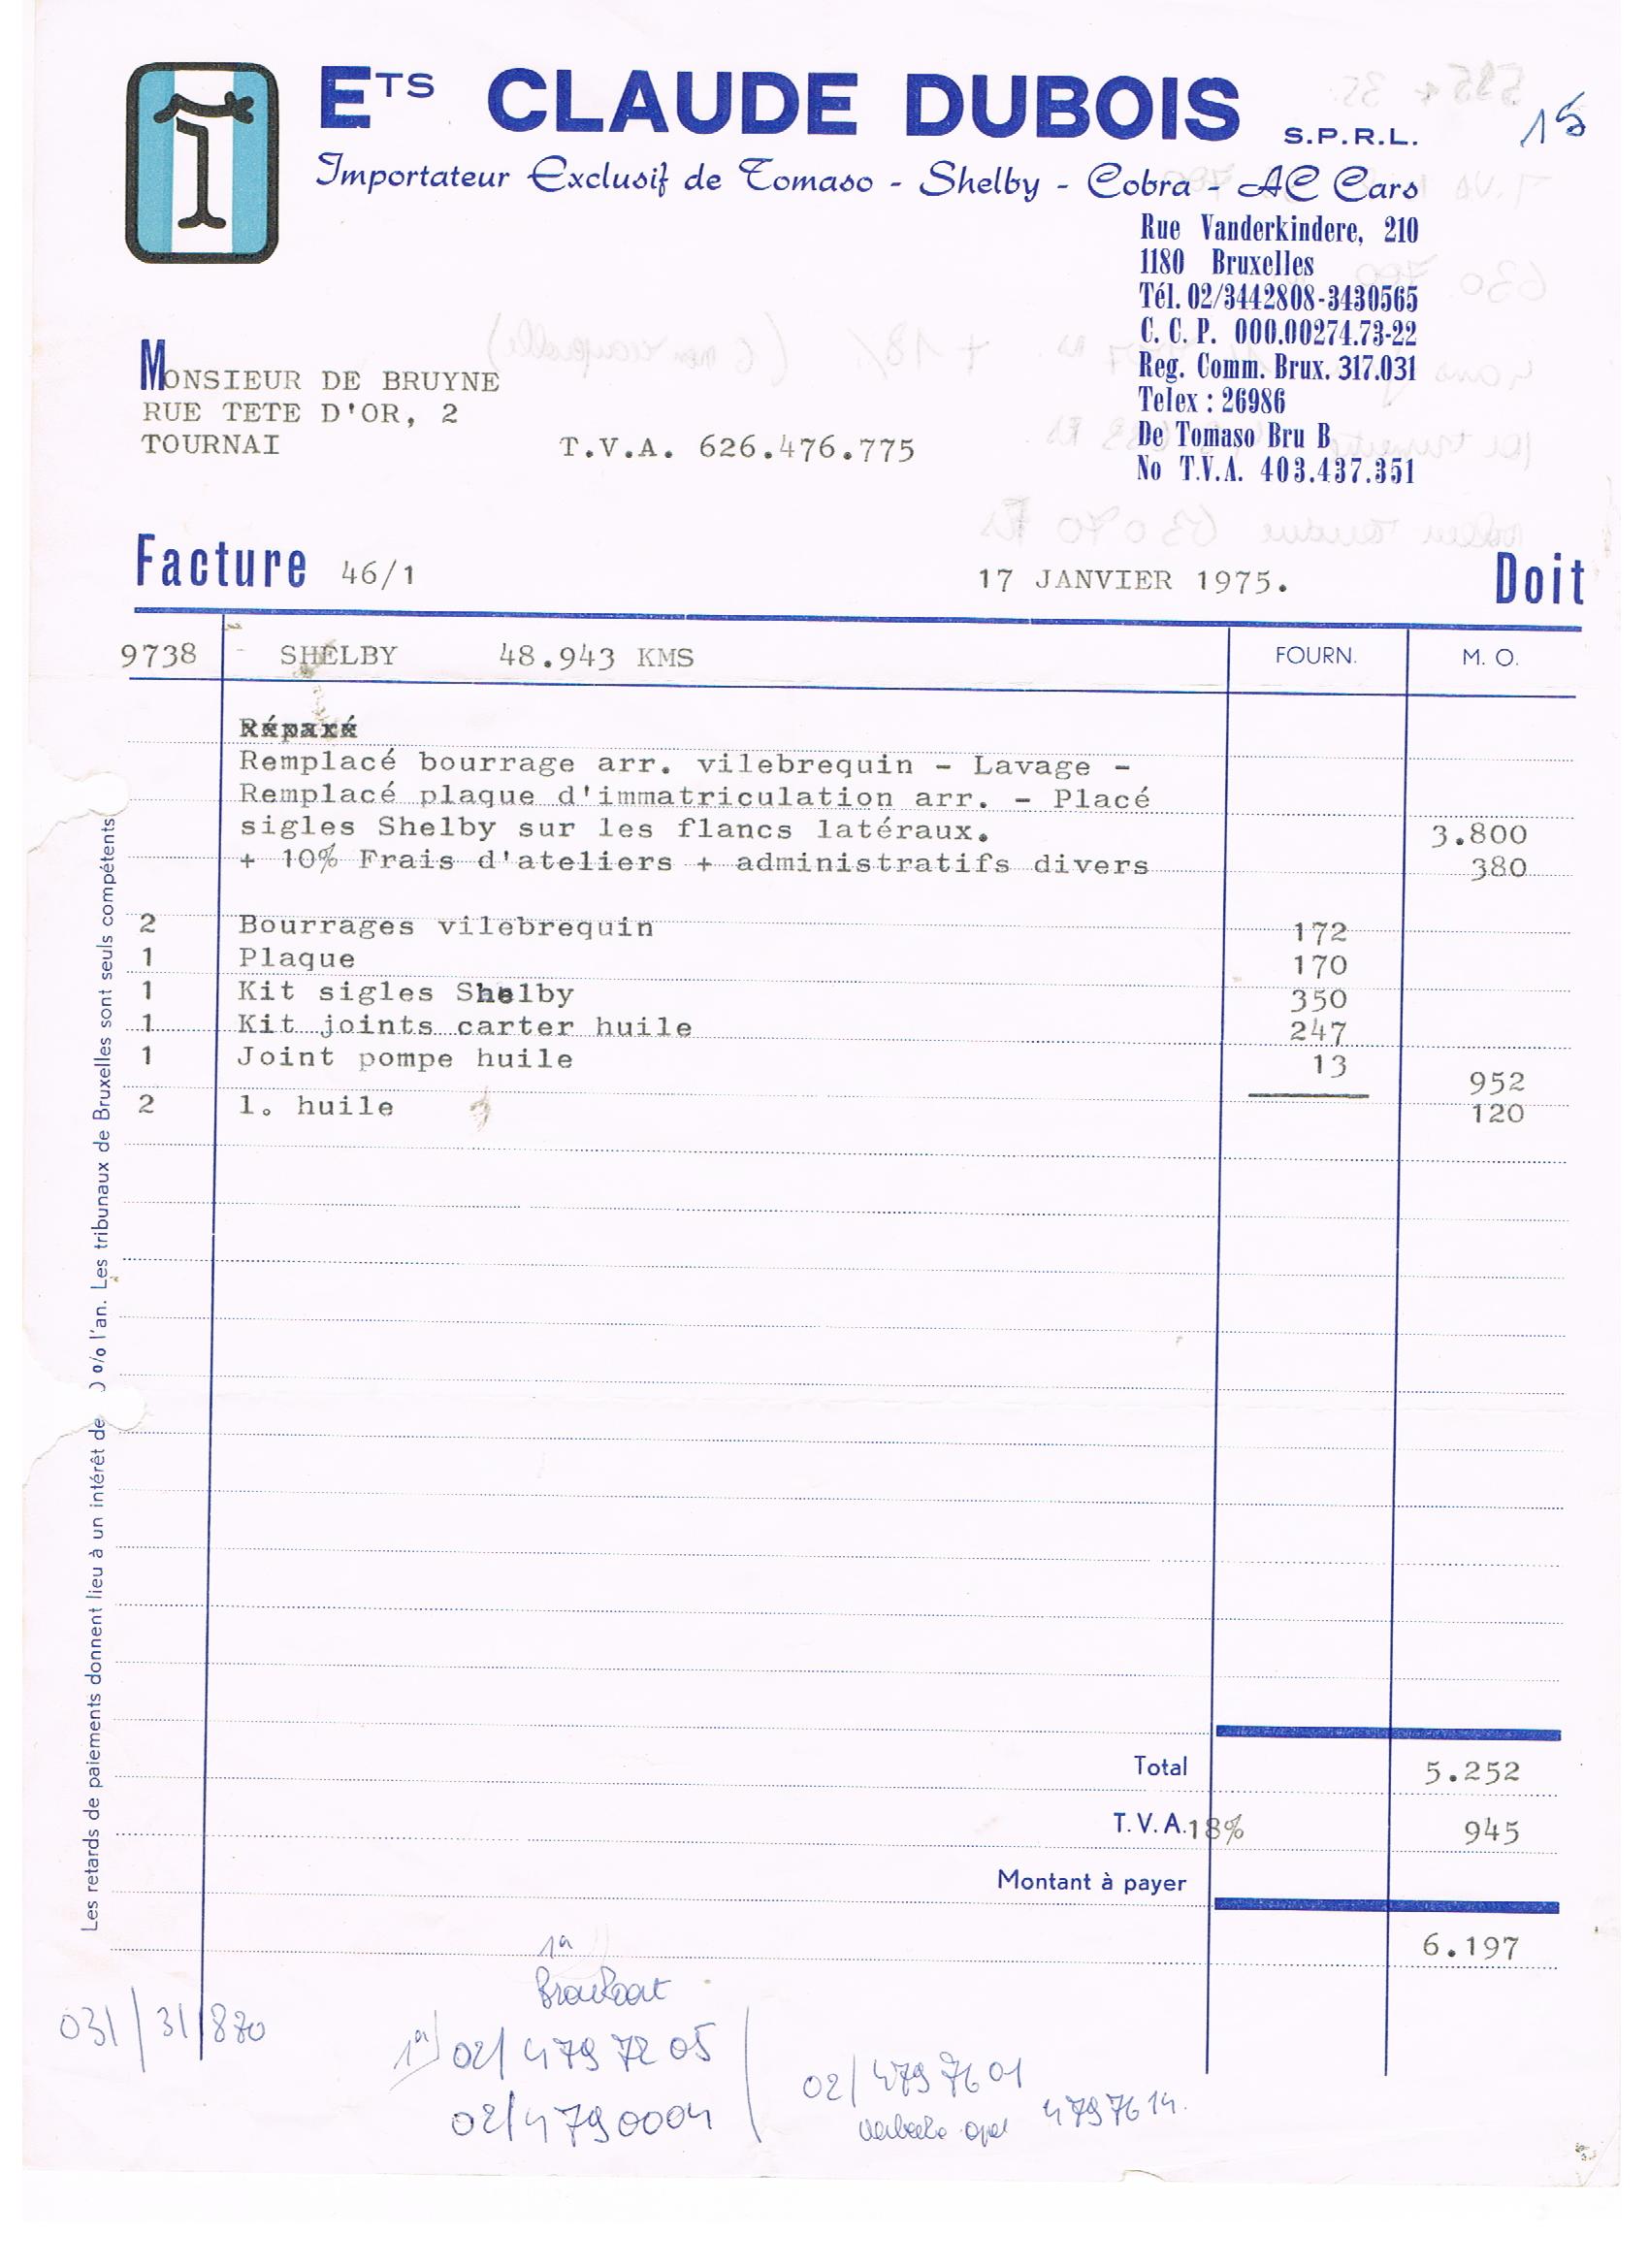 1
ETS CLAUDE DUBOIS S.P.R.L.
15
Importateur Exclusif de Tomaso - Shelby - Cobra - AC Cars
Rue Vanderkindere, 210
1180 Bruxelles
Tél. 02/3442808-3430565
C. C. P. 000.00274.73-22
Reg. Comm. Brux. 317.031
Telex : 26986
De Tomaso Bru B
No T.V.A. 403.437.351
MONSIEUR DE BRUYNE
RUE TETE D'OR, 2
TOURNAI T.V.A. 626.476.775
Facture 46/1 17 JANVIER 1975. Doit
9738 - SHELBY 48.943 KMS FOURN. M. O.
Réparé
Remplacé bourrage arr. vilebrequin - Lavage -
Remplacé plaque d'immatriculation arr. - Placé
sigles Shelby sur les flancs latéraux. 3.800
+ 10% Frais d'ateliers + administratifs divers 380
2 Bourrages vilebrequin 172
1 Plaque 170
1 Kit sigles Shelby 350
1 Kit joints carter huile 247
1 Joint pompe huile 13 952
2 l. huile 120
Total 5.252
T.V.A. 18% 945
Montant à payer
6.197
Les retards de paiements donnent lieu à un intérêt de 0/0 l'an. Les tribunaux de Bruxelles sont seuls compétents
031/31/880
1a
1a) 02/479 72 05
02/479 0004
02/479 76 01
479 76 14.